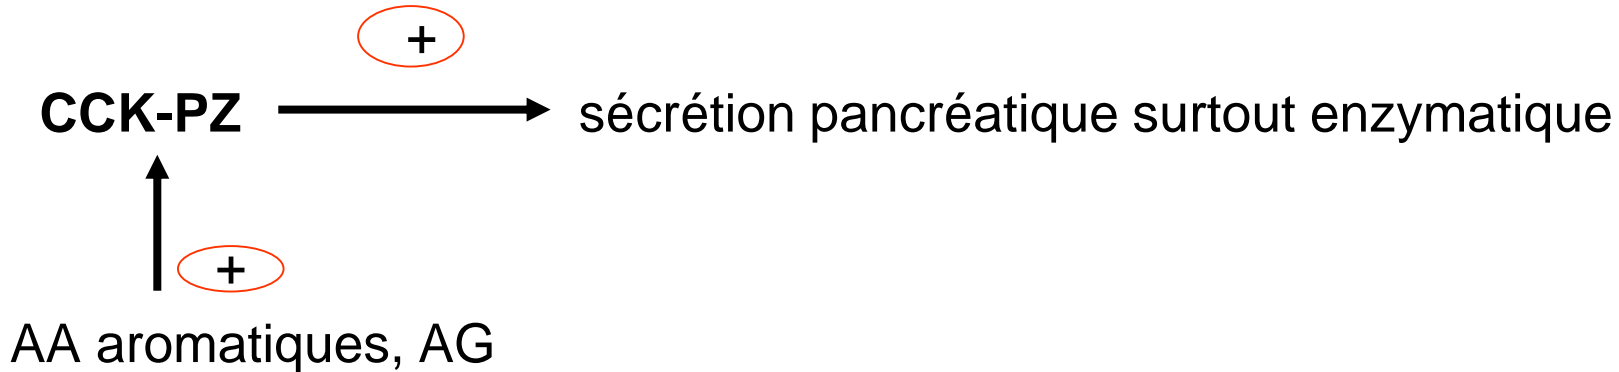 +
CCK-PZ sécrétion pancréatique surtout enzymatique
+
AA aromatiques, AG